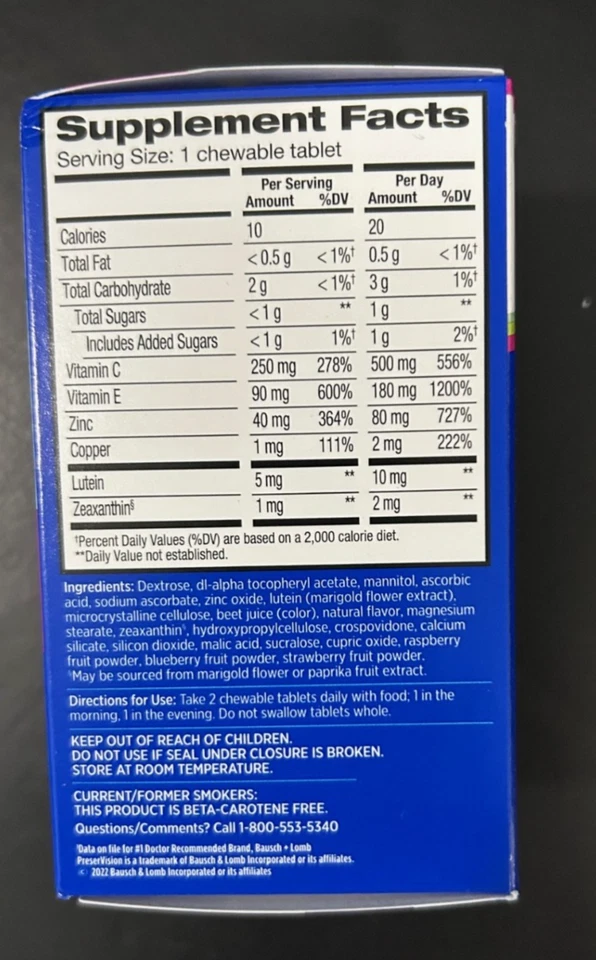 Supplement Facts
Serving Size: 1 chewable tablet
Per Serving Per Day
Amount %DV Amount %DV
Calories 10 20
Total Fat <0.5 g <1%† 0.5 g <1%†
Total Carbohydrate 2 g <1%† 3 g 1%†
Total Sugars <1 g ** 1 g **
Includes Added Sugars <1 g 1%† 1 g 2%†
Vitamin C 250 mg 278% 500 mg 556%
Vitamin E 90 mg 600% 180 mg 1200%
Zinc 40 mg 364% 80 mg 727%
Copper 1 mg 111% 2 mg 222%
Lutein 5 mg ** 10 mg **
Zeaxanthin§ 1 mg ** 2 mg **
†Percent Daily Values (%DV) are based on a 2,000 calorie diet.
**Daily Value not established.
Ingredients: Dextrose, dl-alpha tocopheryl acetate, mannitol, ascorbic
acid, sodium ascorbate, zinc oxide, lutein (marigold flower extract),
microcrystalline cellulose, beet juice (color), natural flavor, magnesium
stearate, zeaxanthin§, hydroxypropylcellulose, crospovidone, calcium
silicate, silicon dioxide, malic acid, sucralose, cupric oxide, raspberry
fruit powder, blueberry fruit powder, strawberry fruit powder.
§May be sourced from marigold flower or paprika fruit extract.
Directions for Use: Take 2 chewable tablets daily with food; 1 in the
morning, 1 in the evening. Do not swallow tablets whole.
KEEP OUT OF REACH OF CHILDREN.
DO NOT USE IF SEAL UNDER CLOSURE IS BROKEN.
STORE AT ROOM TEMPERATURE.
CURRENT/FORMER SMOKERS:
THIS PRODUCT IS BETA-CAROTENE FREE.
Questions/Comments? Call 1-800-553-5340
Data on file for #1 Doctor Recommended Brand, Bausch + Lomb
PreserVision is a trademark of Bausch & Lomb Incorporated or its affiliates.
© 2022 Bausch & Lomb Incorporated or its affiliates